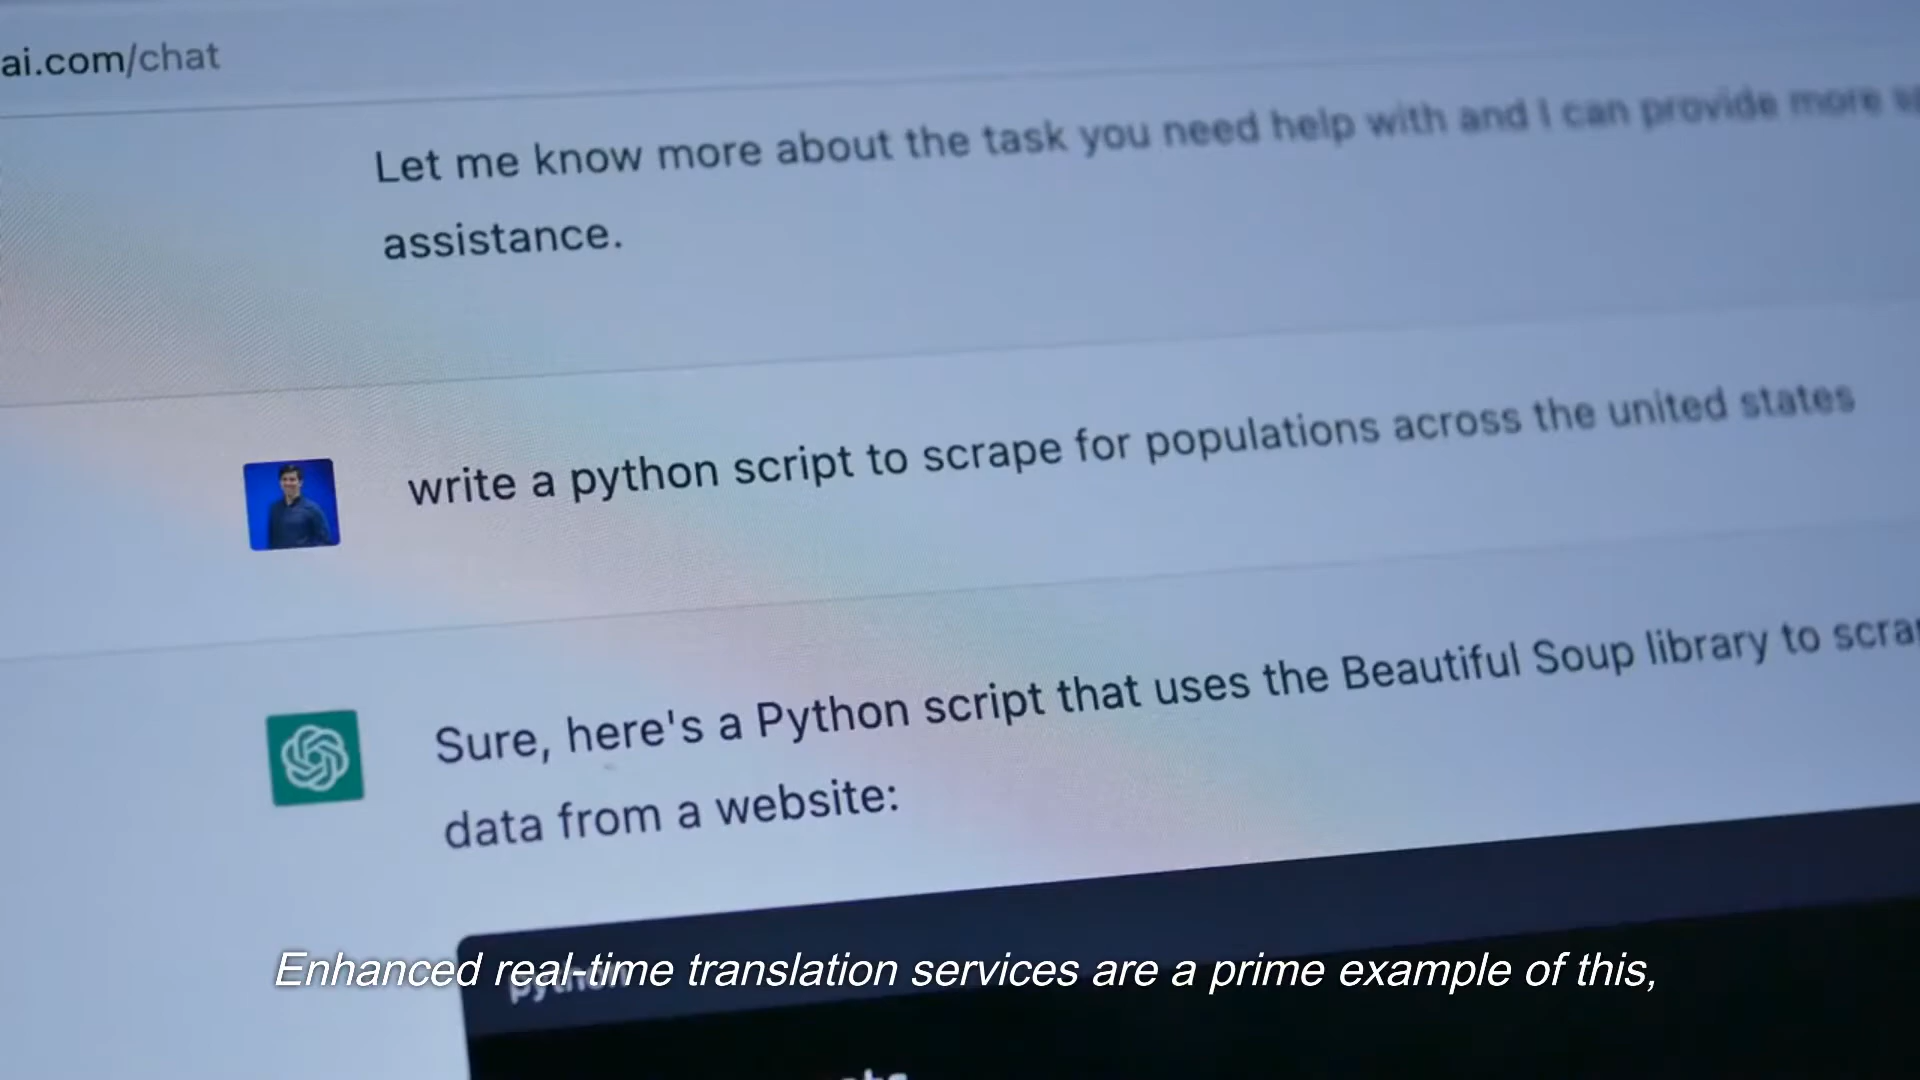 ai.com/chat
Let me know more about the task you need help with and I can provide more
assistance.
write a python script to scrape for populations across the united states
Sure, here's a Python script that uses the Beautiful Soup library to
data from a website:
python
Enhanced real-time translation services are a prime example of this,